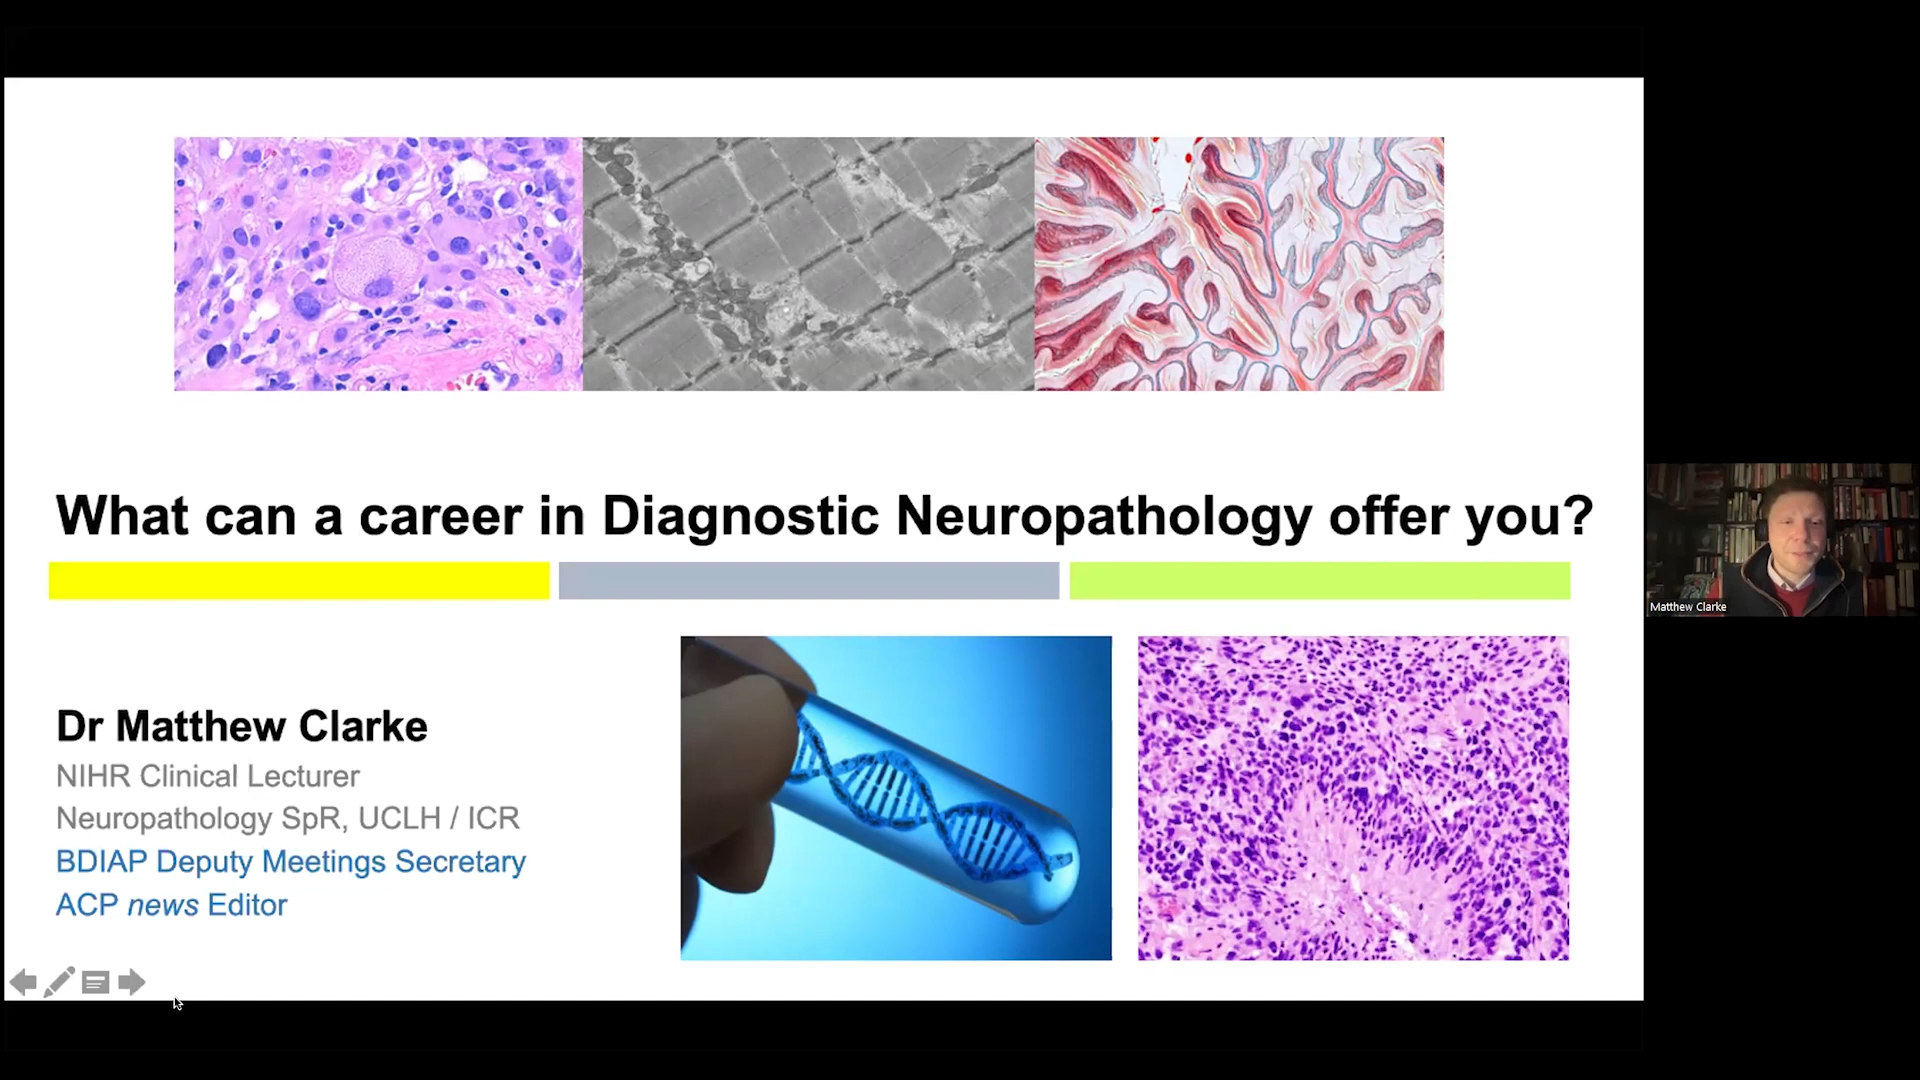 What can a career in Diagnostic Neuropathology offer you?
Dr Matthew Clarke
NIHR Clinical Lecturer
Neuropathology SpR, UCLH / ICR
BDIAP Deputy Meetings Secretary
ACP news Editor
Matthew Clarke